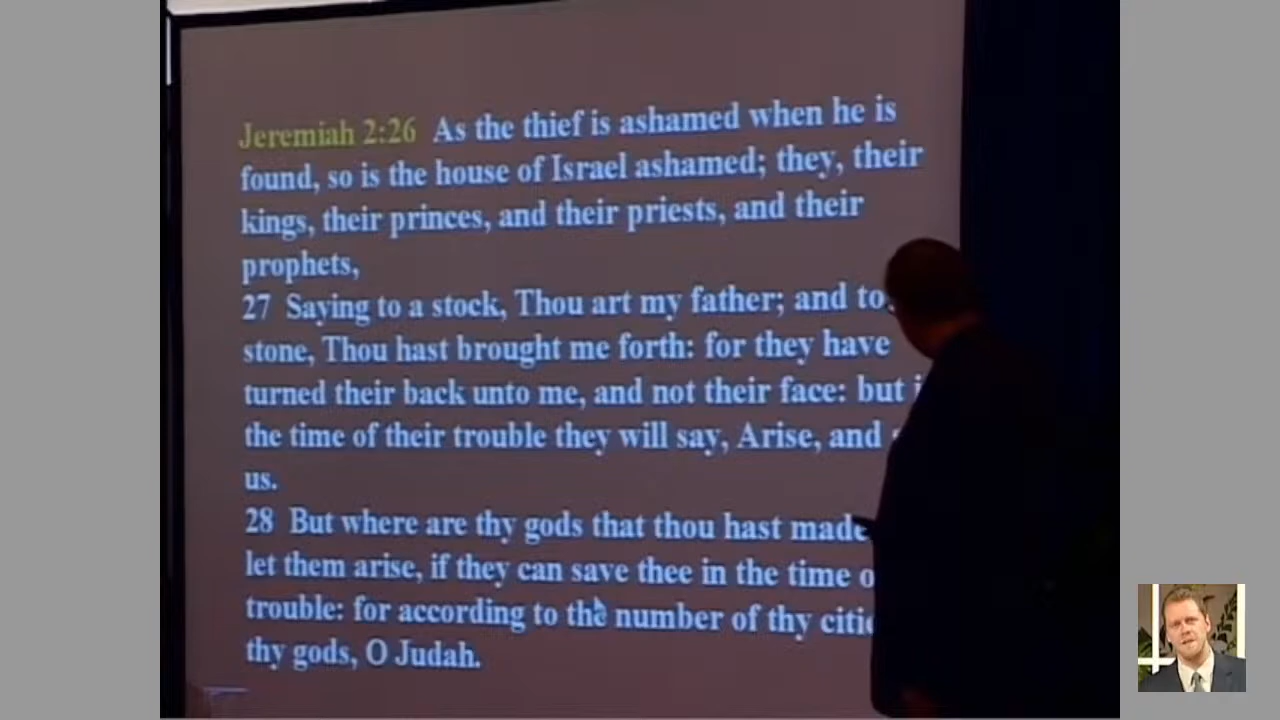 Jeremiah 2:26 As the thief is ashamed when he is
found, so is the house of Israel ashamed; they, their
kings, their princes, and their priests, and their
prophets,
27 Saying to a stock, Thou art my father; and to
stone, Thou hast brought me forth: for they have
turned their back unto me, and not their face: but
the time of their trouble they will say, Arise, and
us.
28 But where are thy gods that thou hast made
let them arise, if they can save thee in the time
trouble: for according to the number of thy
thy gods, O Judah.